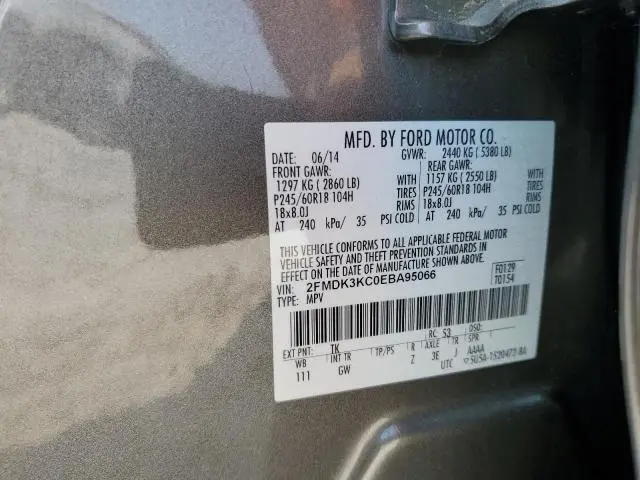 MFD. BY FORD MOTOR CO.
DATE: 06/14 GVWR: 2440 KG ( 5380 LB)
FRONT GAWR: REAR GAWR:
1297 KG ( 2860 LB) WITH 1157 KG ( 2550 LB) WITH
P245/60R18 104H TIRES P245/60R18 104H TIRES
18x8.0J RIMS 18x8.0J RIMS
AT 240 kPa/ 35 PSI COLD AT 240 kPa/ 35 PSI COLD
THIS VEHICLE CONFORMS TO ALL APPLICABLE FEDERAL MOTOR
VEHICLE SAFETY AND THEFT PREVENTION STANDARDS IN
EFFECT ON THE DATE OF MANUFACTURE SHOWN ABOVE.
VIN: 2FMDK3KC0EBA95066 F0129
TYPE: MPV T0154
EXT PNT: TK RC: 53 DSO:
WB INT TR TP/PS R AXLE TR SPR
111 GW Z 3E J AAAA
UTC